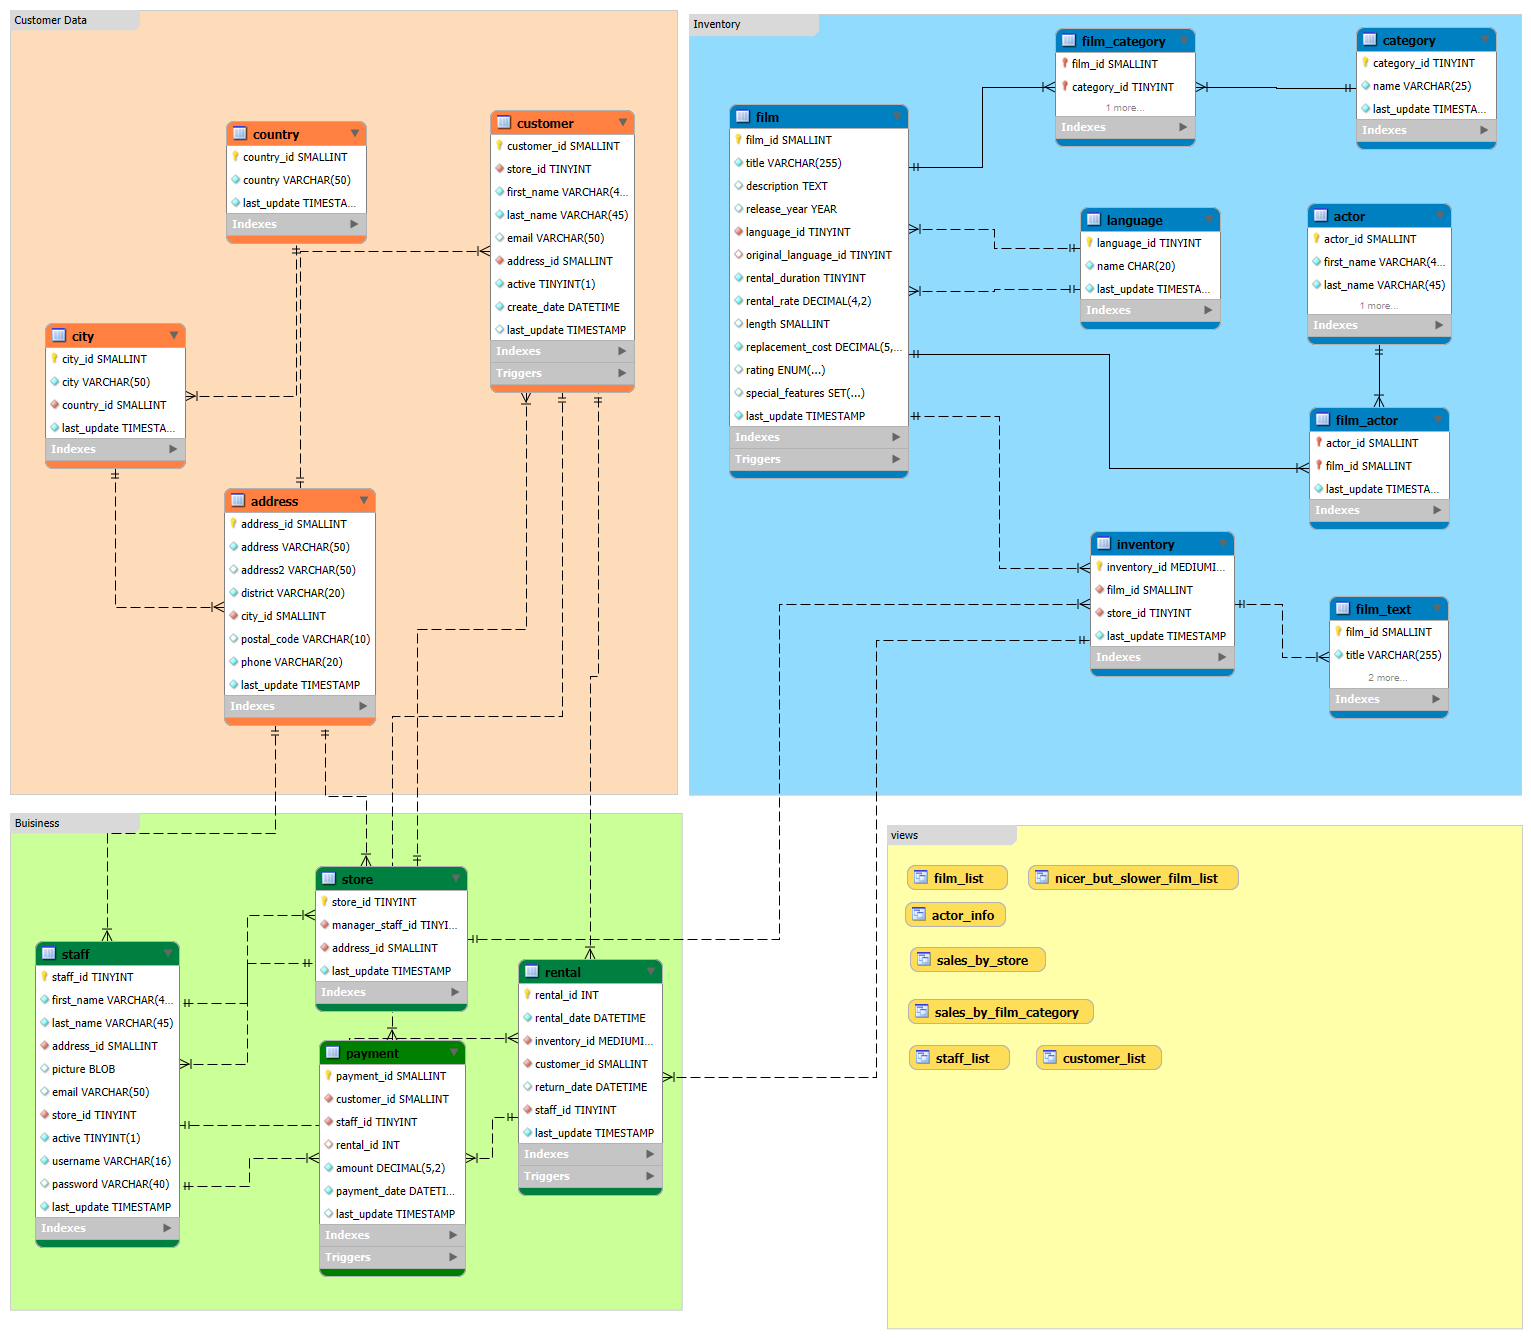 Customer Data
country
country_id SMALLINT
country VARCHAR(50)
last_update TIMESTA...
Indexes
customer
customer_id SMALLINT
store_id TINYINT
first_name VARCHAR(4...
last_name VARCHAR(45)
email VARCHAR(50)
address_id SMALLINT
active TINYINT(1)
create_date DATETIME
last_update TIMESTAMP
Indexes
Triggers
city
city_id SMALLINT
city VARCHAR(50)
country_id SMALLINT
last_update TIMESTA...
Indexes
address
address_id SMALLINT
address VARCHAR(50)
address2 VARCHAR(50)
district VARCHAR(20)
city_id SMALLINT
postal_code VARCHAR(10)
phone VARCHAR(20)
last_update TIMESTAMP
Indexes
Inventory
film_category
film_id SMALLINT
category_id TINYINT
1 more...
Indexes
category
category_id TINYINT
name VARCHAR(25)
last_update TIMESTA...
Indexes
film
film_id SMALLINT
title VARCHAR(255)
description TEXT
release_year YEAR
language_id TINYINT
original_language_id TINYINT
rental_duration TINYINT
rental_rate DECIMAL(4,2)
length SMALLINT
replacement_cost DECIMAL(5,...
rating ENUM(...)
special_features SET(...)
last_update TIMESTAMP
Indexes
Triggers
language
language_id TINYINT
name CHAR(20)
last_update TIMESTA...
Indexes
actor
actor_id SMALLINT
first_name VARCHAR(4...
last_name VARCHAR(45)
1 more...
Indexes
film_actor
actor_id SMALLINT
film_id SMALLINT
last_update TIMESTA...
Indexes
inventory
inventory_id MEDIUMI...
film_id SMALLINT
store_id TINYINT
last_update TIMESTAMP
Indexes
film_text
film_id SMALLINT
title VARCHAR(255)
2 more...
Indexes
Buisiness
store
store_id TINYINT
manager_staff_id TINYI...
address_id SMALLINT
last_update TIMESTAMP
Indexes
staff
staff_id TINYINT
first_name VARCHAR(4...
last_name VARCHAR(45)
address_id SMALLINT
picture BLOB
email VARCHAR(50)
store_id TINYINT
active TINYINT(1)
username VARCHAR(16)
password VARCHAR(40)
last_update TIMESTAMP
Indexes
rental
rental_id INT
rental_date DATETIME
inventory_id MEDIUMI...
customer_id SMALLINT
return_date DATETIME
staff_id TINYINT
last_update TIMESTAMP
Indexes
Triggers
payment
payment_id SMALLINT
customer_id SMALLINT
staff_id TINYINT
rental_id INT
amount DECIMAL(5,2)
payment_date DATETI...
last_update TIMESTAMP
Indexes
Triggers
views
film_list
nicer_but_slower_film_list
actor_info
sales_by_store
sales_by_film_category
staff_list
customer_list